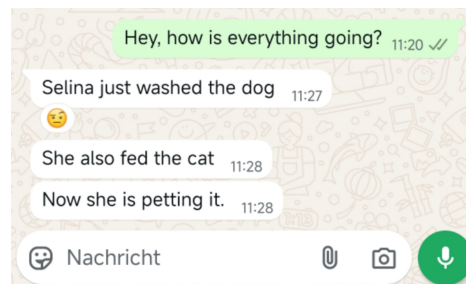 Hey, how is everything going? 11:20
Selina just washed the dog 11:27
She also fed the cat 11:28
Now she is petting it. 11:28
Nachricht